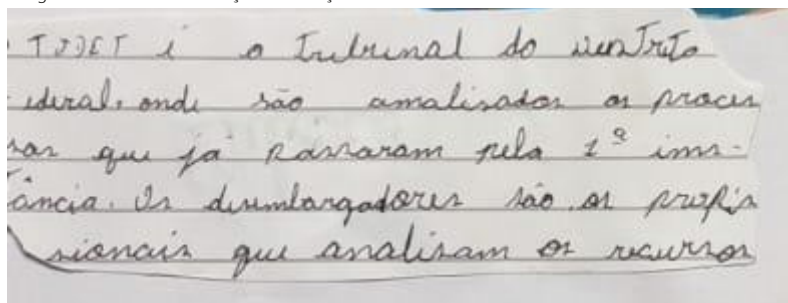 TJDFT é o Tribunal do Distrito
ederal, onde são analisados os proces
sos que já passaram pela 1ª ins-
tância. Os desembargadores são os profis
sionais que analisam os recursos